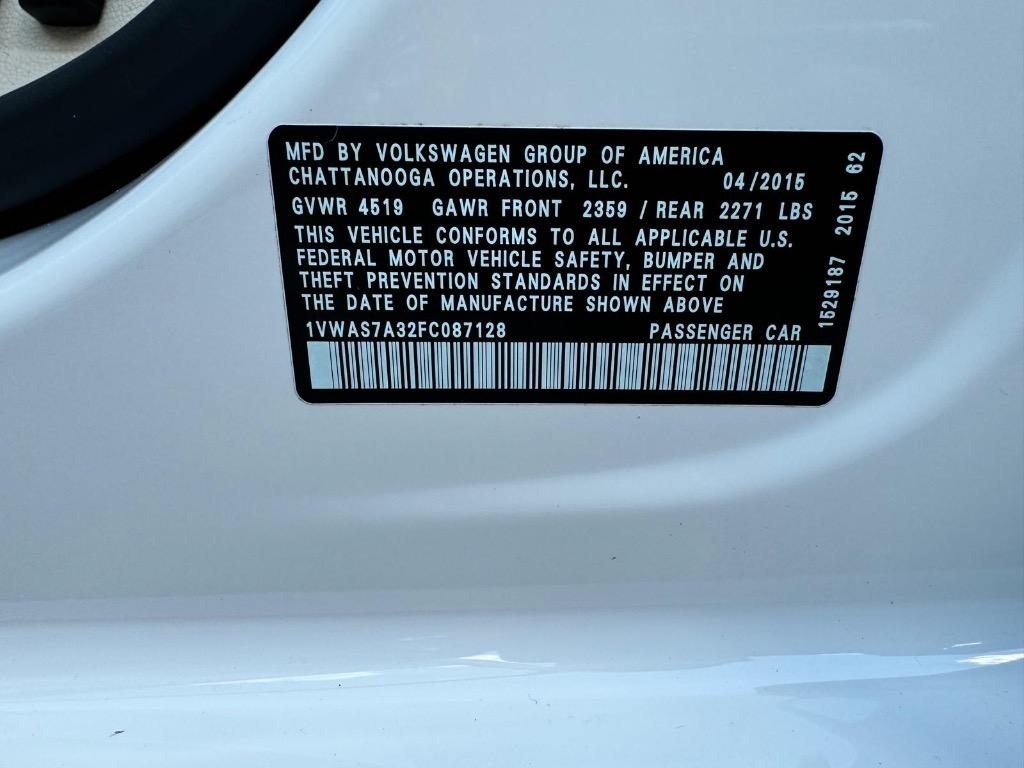 MFD BY VOLKSWAGEN GROUP OF AMERICA
CHATTANOOGA OPERATIONS, LLC. 04/2015
GVWR 4519 GAWR FRONT 2359 / REAR 2271 LBS
THIS VEHICLE CONFORMS TO ALL APPLICABLE U.S.
FEDERAL MOTOR VEHICLE SAFETY, BUMPER AND
THEFT PREVENTION STANDARDS IN EFFECT ON
THE DATE OF MANUFACTURE SHOWN ABOVE
1VWAS7A32FC087128 PASSENGER CAR
1529187 2015 62